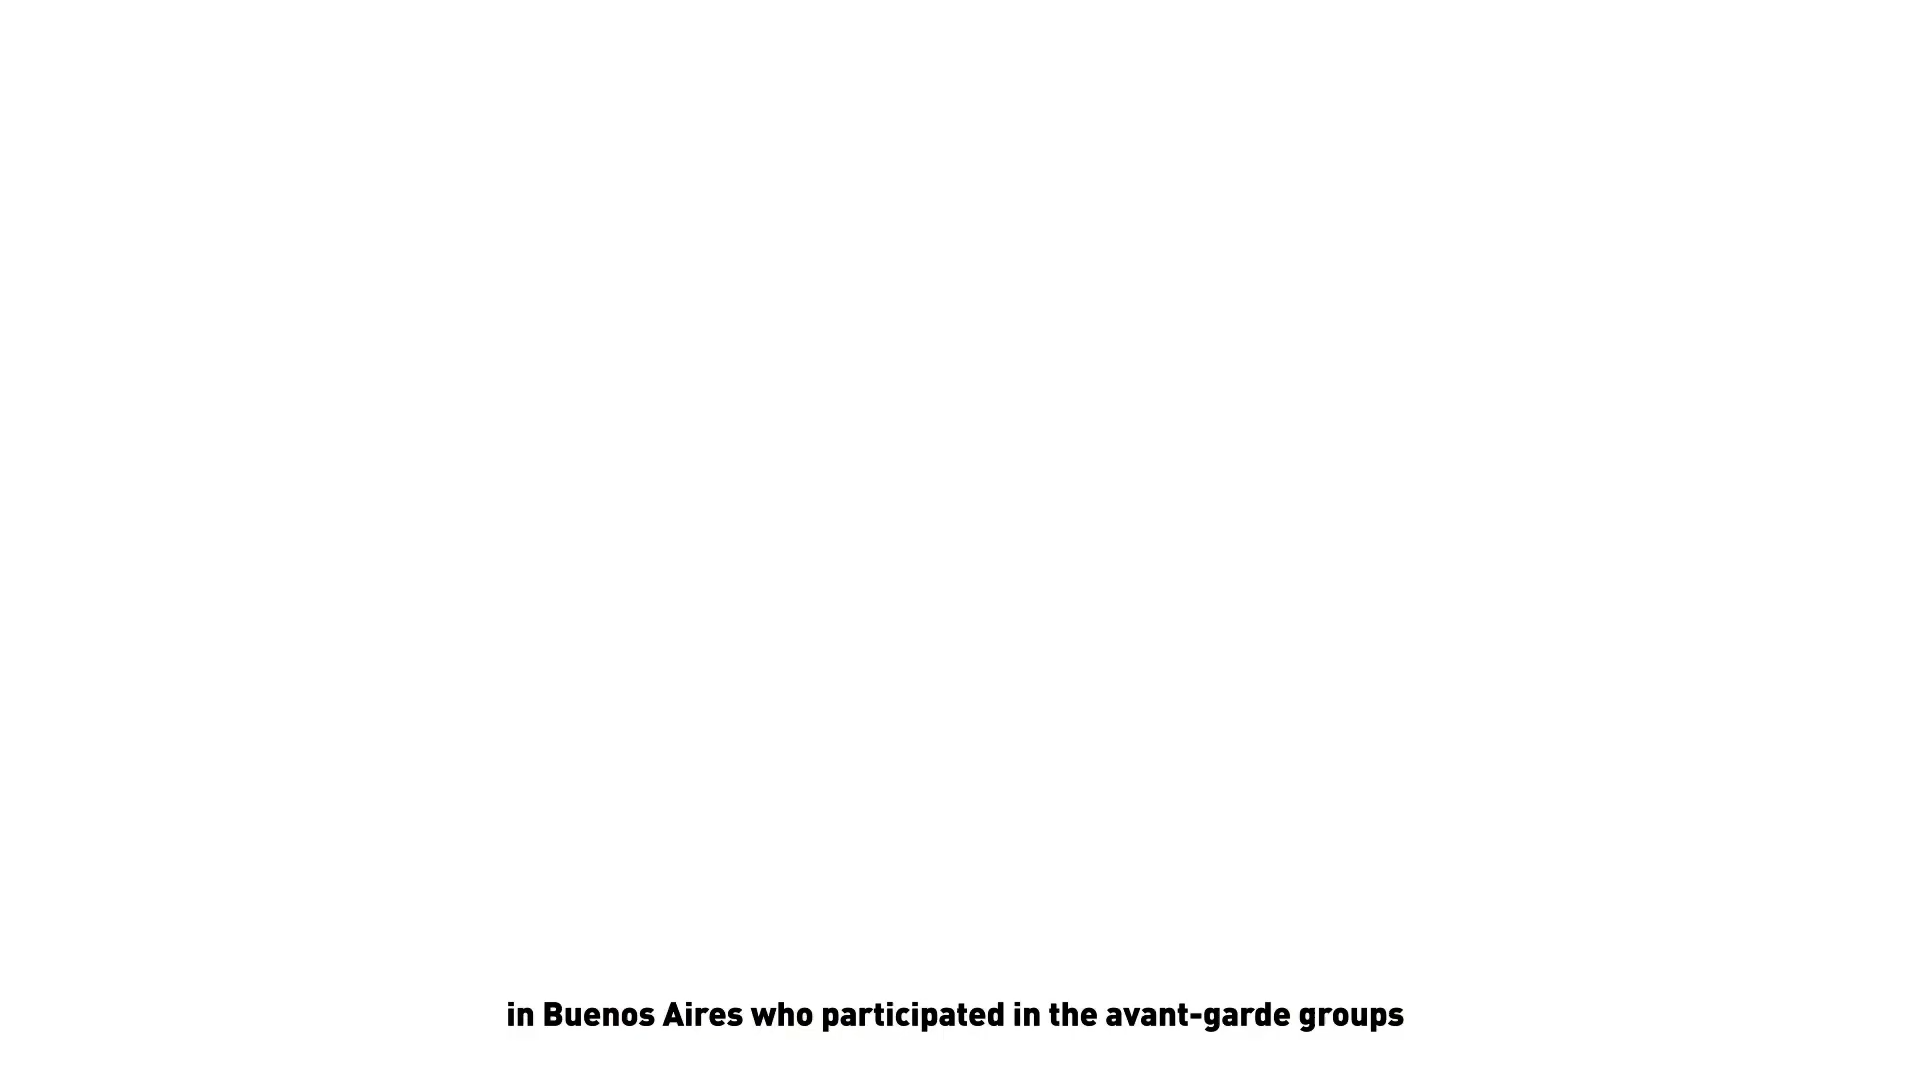 in Buenos Aires who participated in the avant-garde groups